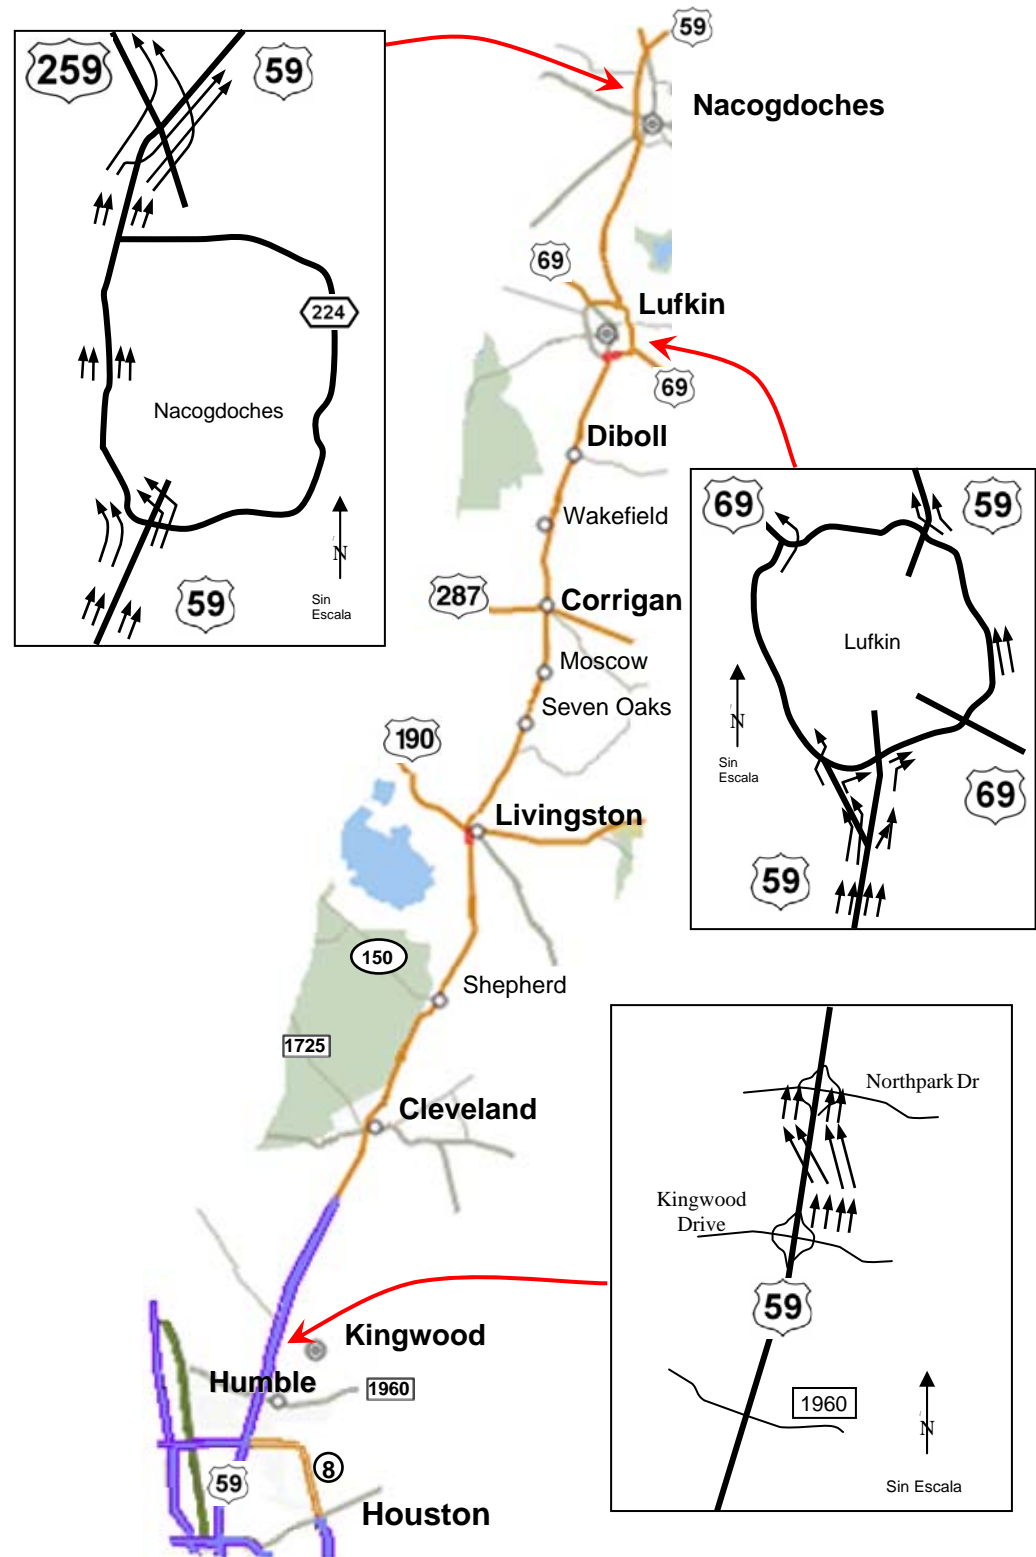 259
59
224
Nacogdoches
N
Sin
Escala
59
59
Nacogdoches
69
Lufkin
69
Diboll
Wakefield
287
Corrigan
Moscow
Seven Oaks
190
Livingston
150
Shepherd
1725
Cleveland
Kingwood
Humble
1960
8
59
Houston
69
59
Lufkin
N
Sin
Escala
69
59
Northpark Dr
Kingwood
Drive
59
1960
N
Sin Escala